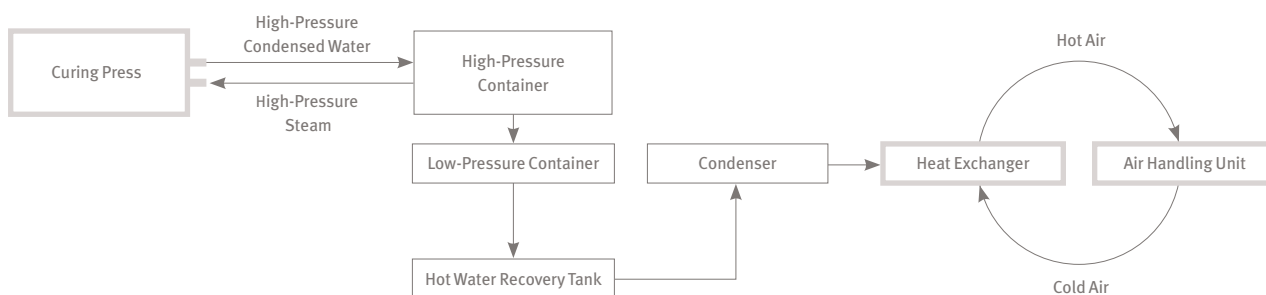 High-Pressure
Condensed Water
Curing Press
High-Pressure
Steam
High-Pressure
Container
Low-Pressure Container
Hot Water Recovery Tank
Condenser
Heat Exchanger
Hot Air
Air Handling Unit
Cold Air